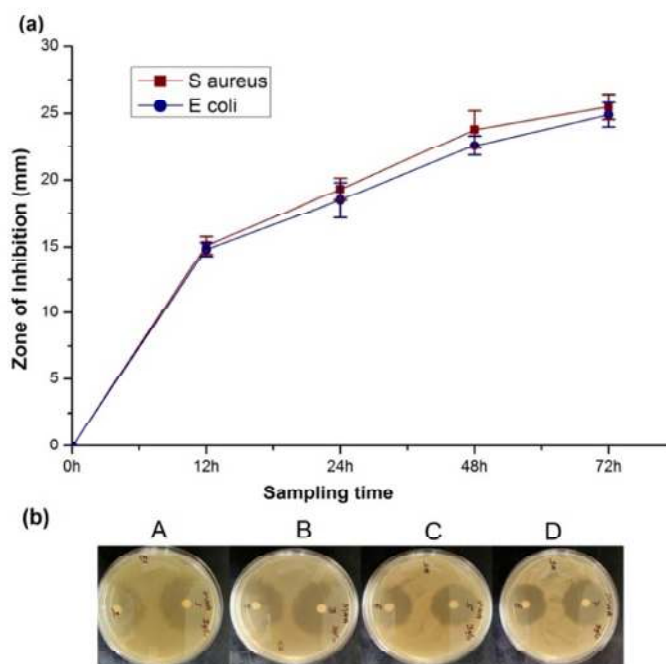 (a)
30
25
20
15
10
5
0
Zone of Inhibition (mm)
S aureus
E coli
0h 12h 24h 48h 72h
Sampling time
(b)
A B C D